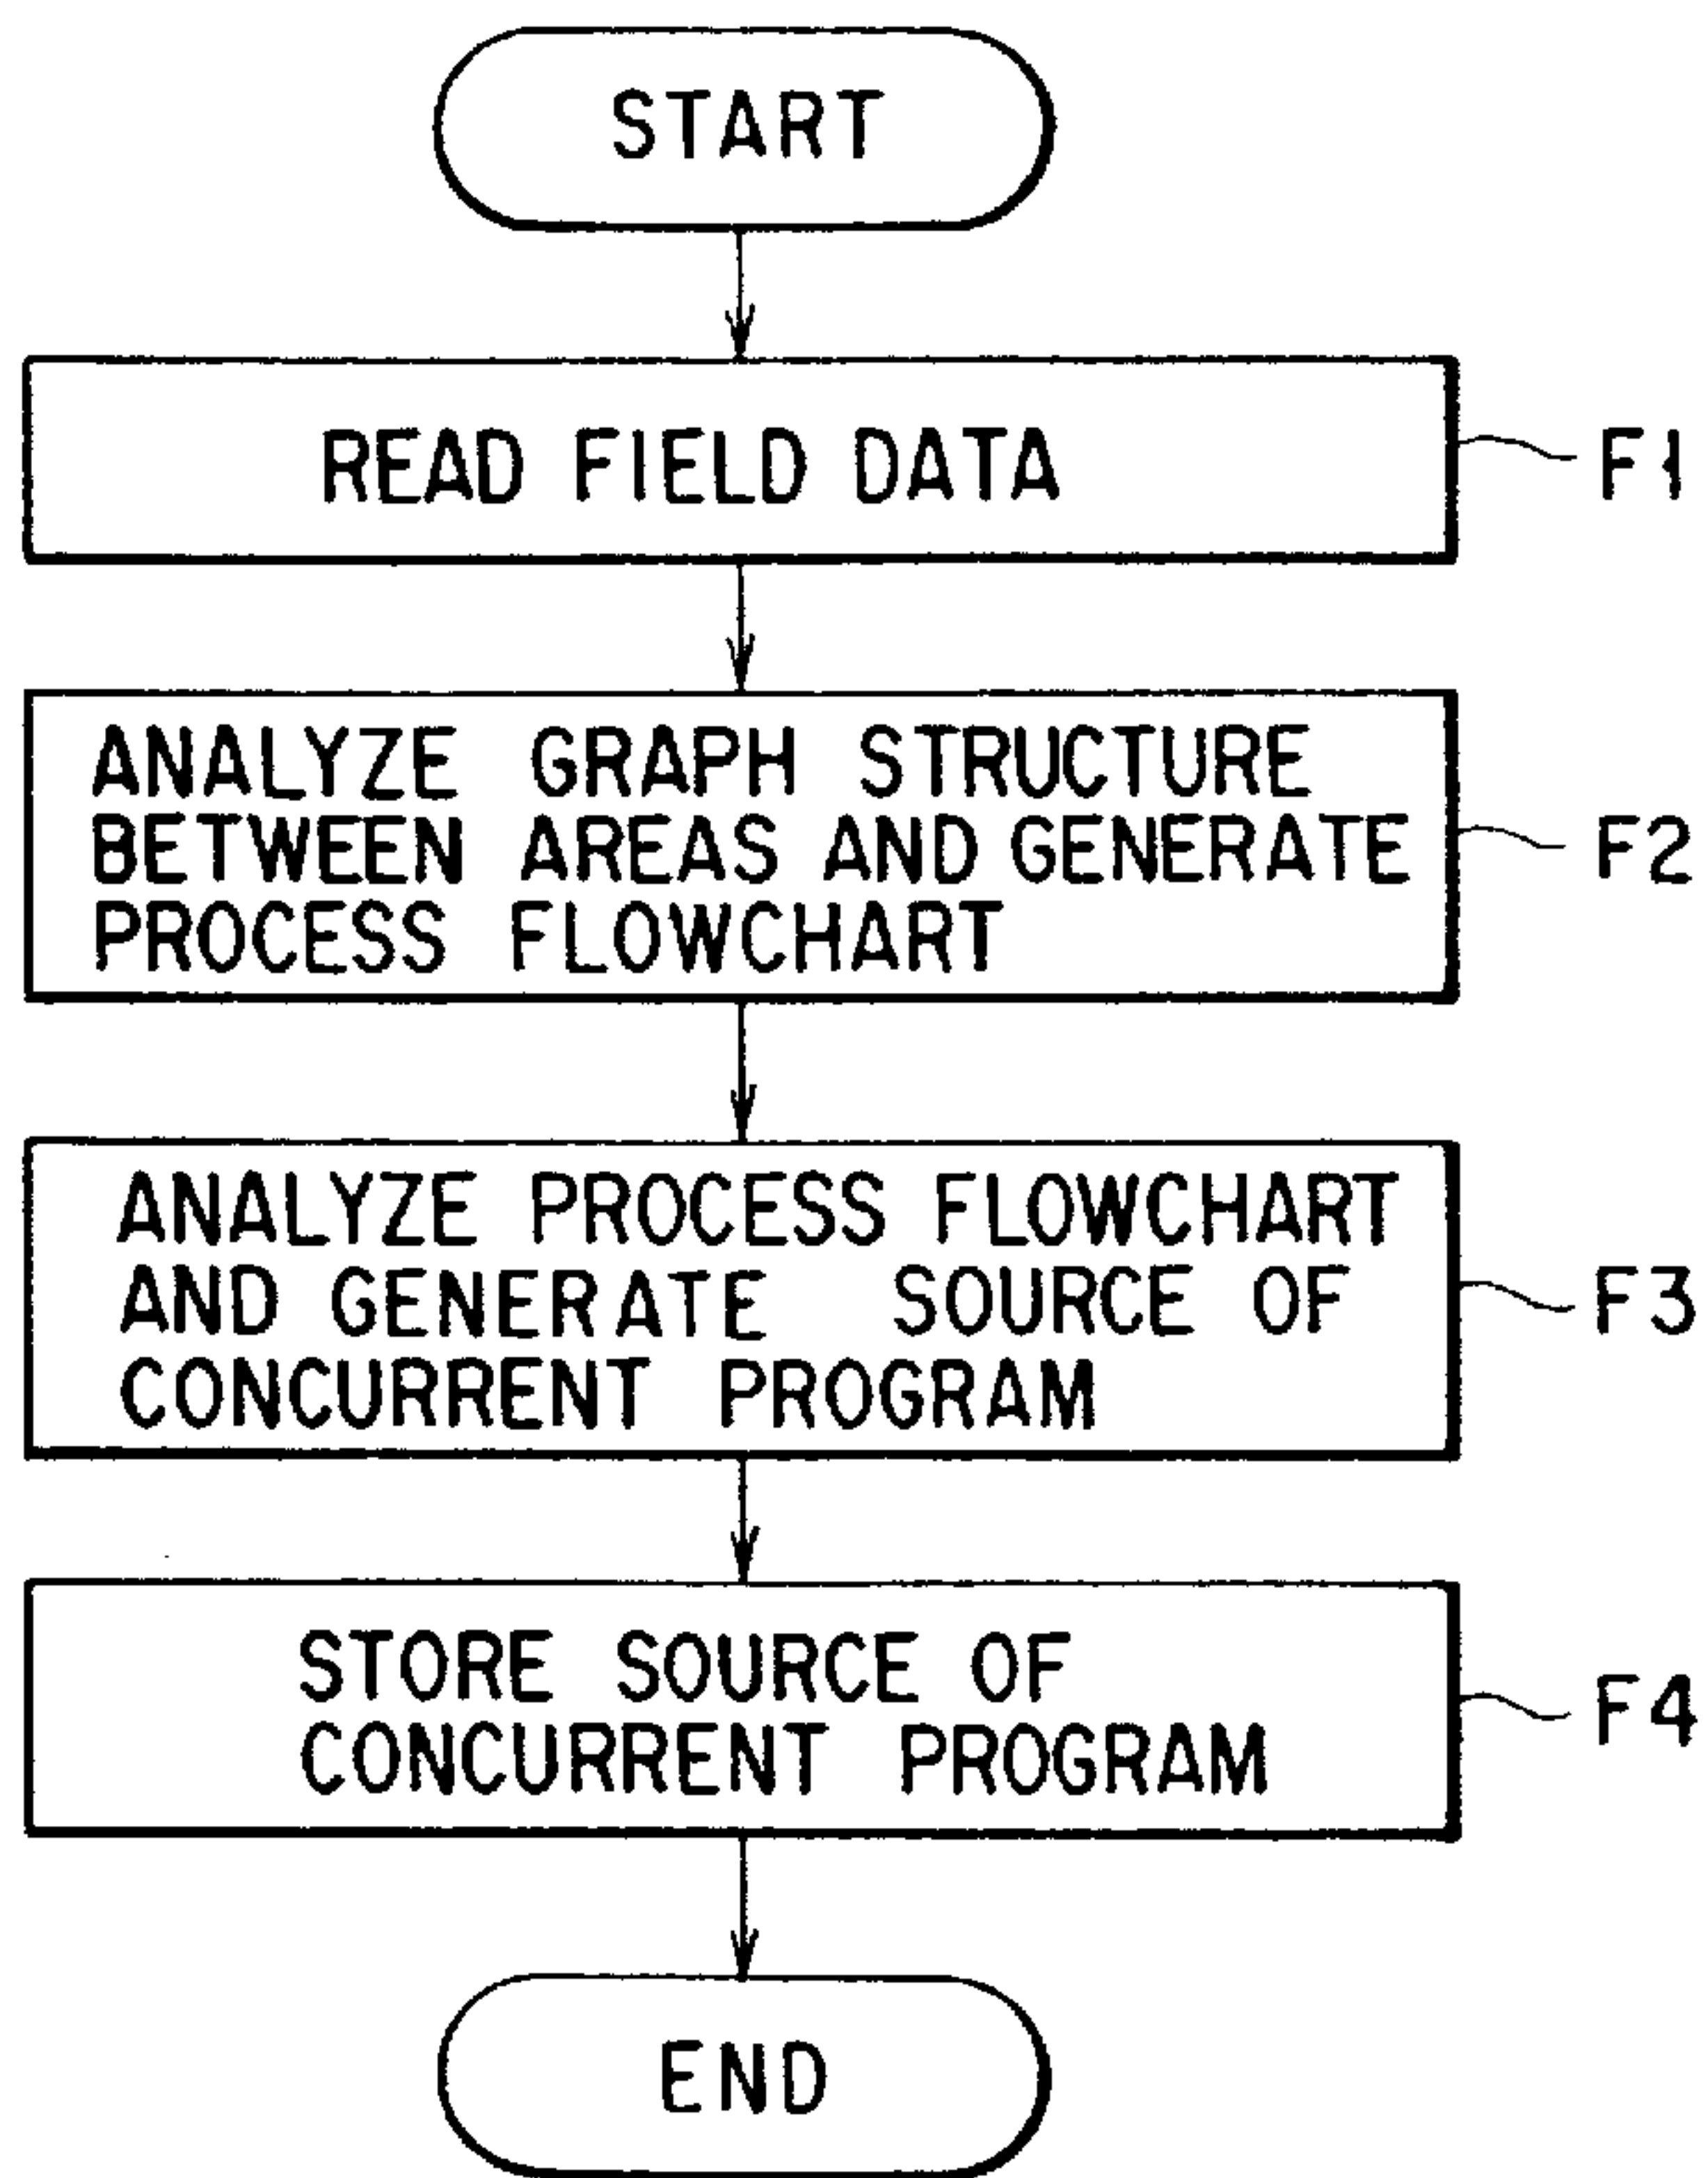 START
READ FIELD DATA
F1
ANALYZE GRAPH STRUCTURE
BETWEEN AREAS AND GENERATE
PROCESS FLOWCHART
F2
ANALYZE PROCESS FLOWCHART
AND GENERATE SOURCE OF
CONCURRENT PROGRAM
F3
STORE SOURCE OF
CONCURRENT PROGRAM
F4
END